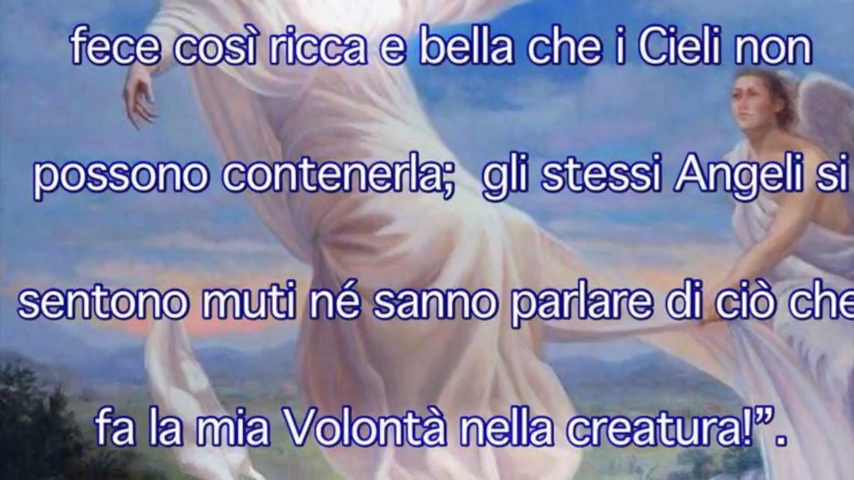 fece così ricca e bella che i Cieli non
possono contenerla; gli stessi Angeli si
sentono muti né sanno parlare di ciò che
fa la mia Volontà nella creatura!”.